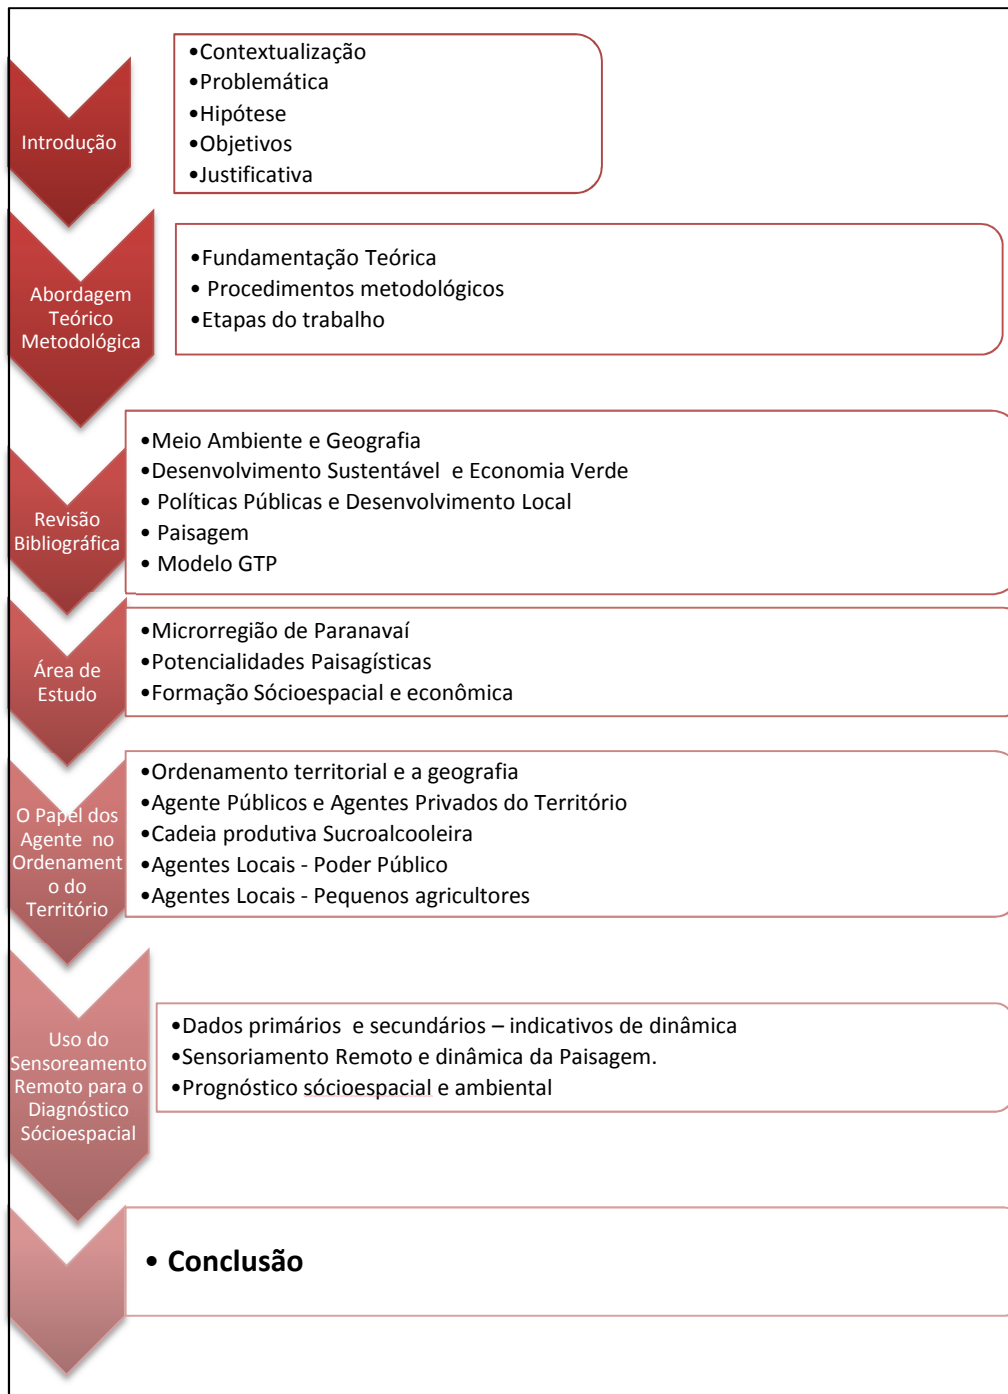 Introdução
•Contextualização
•Problemática
•Hipótese
•Objetivos
•Justificativa
Abordagem
Teórico
Metodológica
•Fundamentação Teórica
• Procedimentos metodológicos
•Etapas do trabalho
Revisão
Bibliográfica
•Meio Ambiente e Geografia
•Desenvolvimento Sustentável e Economia Verde
• Políticas Públicas e Desenvolvimento Local
• Paisagem
• Modelo GTP
Área de
Estudo
•Microrregião de Paranavaí
•Potencialidades Paisagísticas
•Formação Sócioespacial e econômica
O Papel dos
Agente no
Ordenament
o do
Território
•Ordenamento territorial e a geografia
•Agente Públicos e Agentes Privados do Território
•Cadeia produtiva Sucroalcooleira
•Agentes Locais - Poder Público
•Agentes Locais - Pequenos agricultores
Uso do
Sensoreamento
Remoto para o
Diagnóstico
Sócioespacial
•Dados primários e secundários – indicativos de dinâmica
•Sensoriamento Remoto e dinâmica da Paisagem.
•Prognóstico sócioespacial e ambiental
• Conclusão